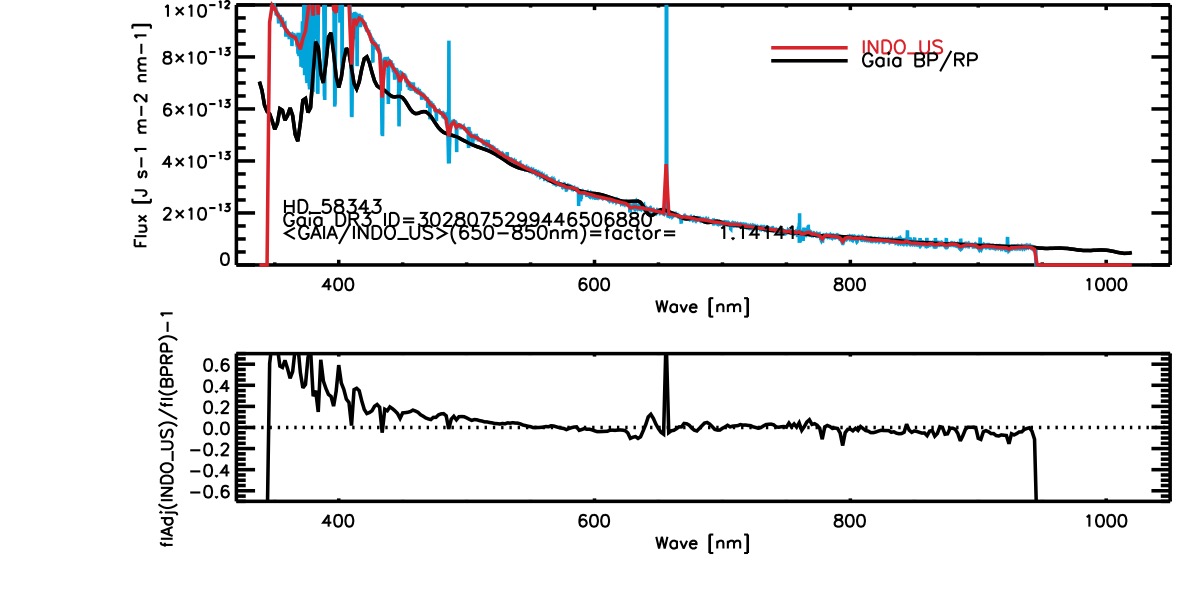 1×10−12
8×10−13
6×10−13
4×10−13
2×10−13
0
Flux [J s−1 m−2 nm−1]
INDO_US
Gaia BP/RP
HD_58343
Gaia DR3 ID=3028075299446506880
<GAIA/INDO_US>(650−850nm)=factor= 1.14141
400 600 800 1000
Wave [nm]
0.6
0.4
0.2
0.0
−0.2
−0.4
−0.6
flAdj(INDO_US)/fl(BPRP)−1
400 600 800 1000
Wave [nm]